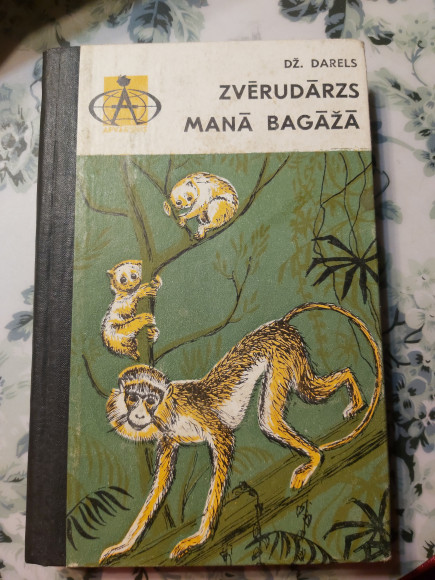 DŽ. DARELS
ZVĒRUDĀRZS
MANĀ BAGĀŽĀ